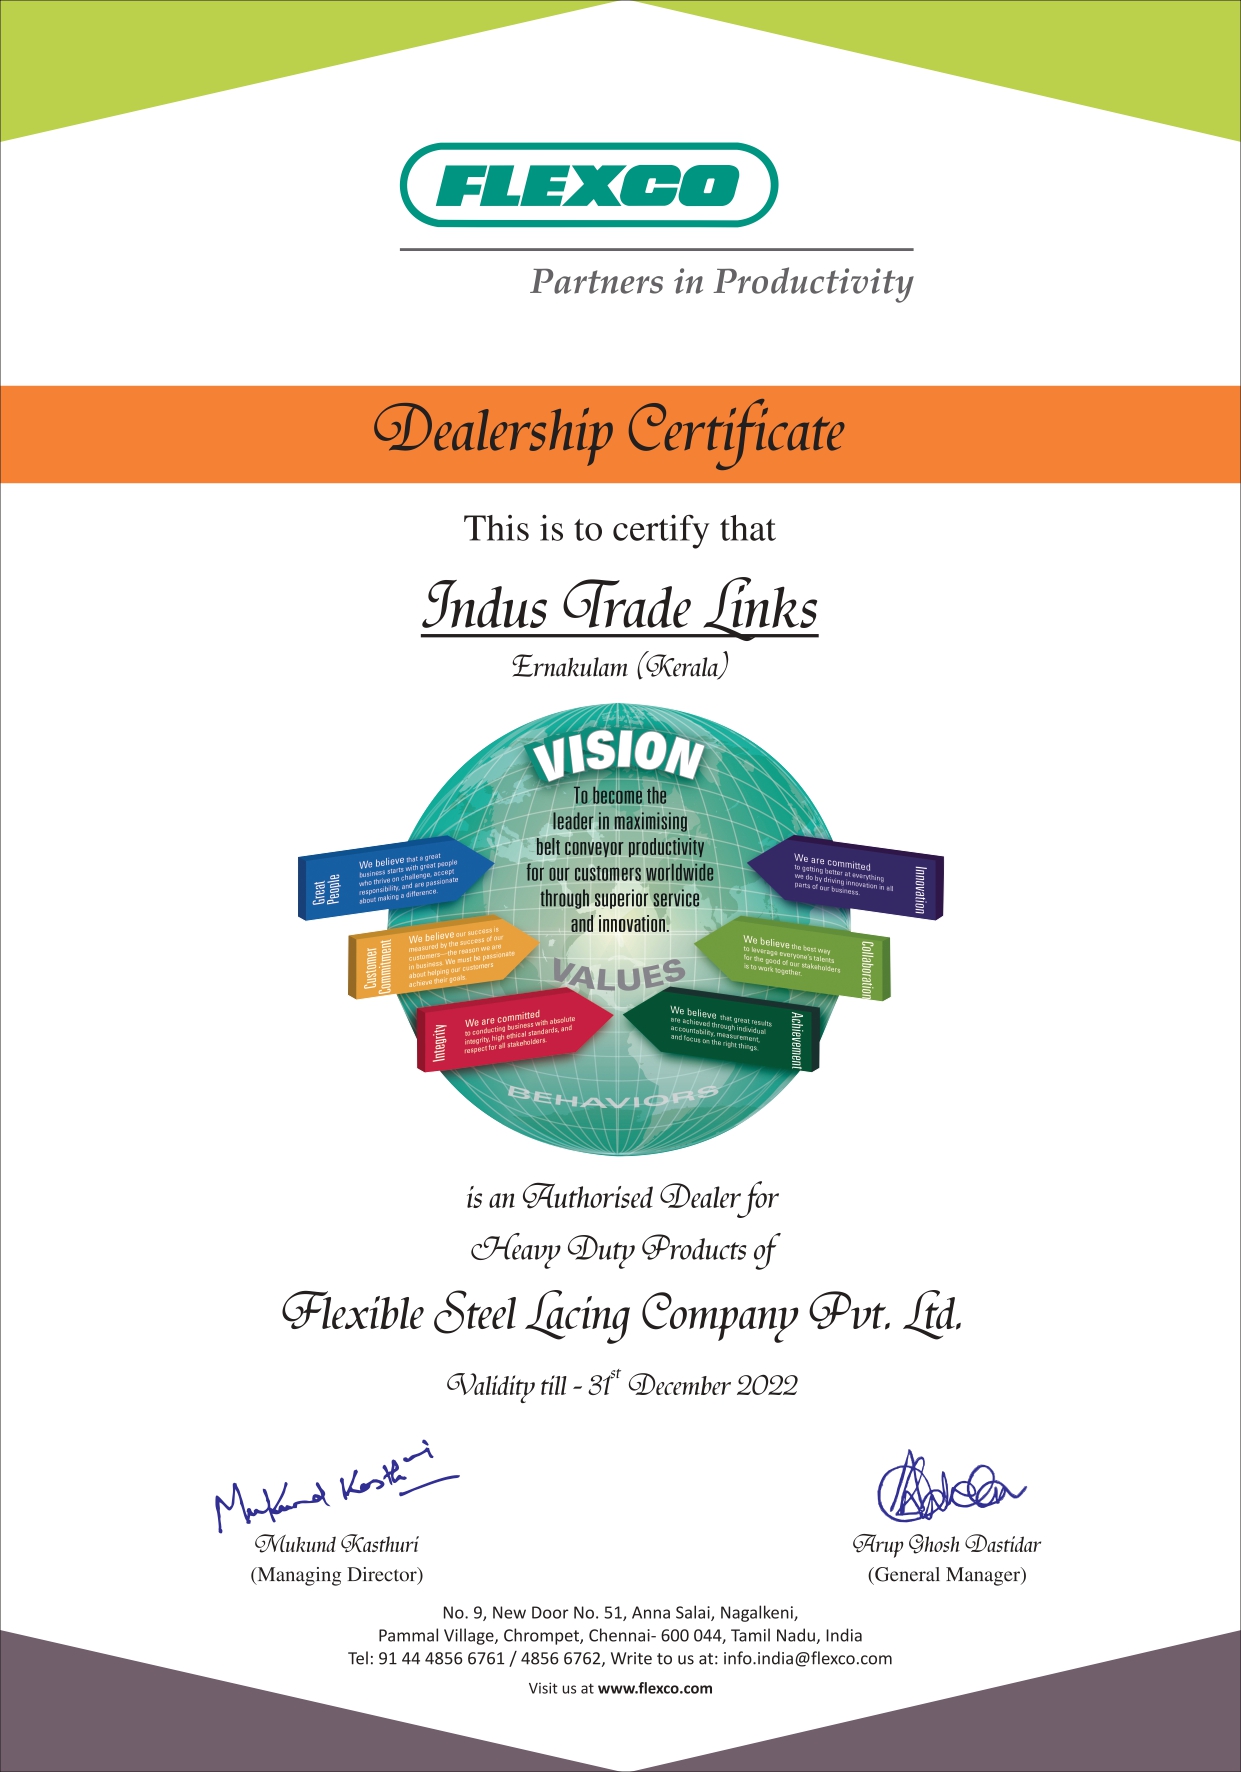 FLEXCO
Partners in Productivity
Dealership Certificate
This is to certify that
Indus Trade Links
Ernakulam (Kerala)
VISION
To become the
leader in maximising
belt conveyor productivity
for our customers worldwide
through superior service
and innovation.
Great
People
We believe that a great
business starts with great people
who thrive on challenge, accept
responsibility, and are passionate
about making a difference.
We are committed
to getting better at everything
we do by driving innovation in all
parts of our business.
Innovation
Customer
Commitment
We believe our success is
measured by the success of our
customers—the reason we are
in business. We must be passionate
about helping our customers
achieve their goals.
We believe the best way
to leverage everyone's talents
for the good of our stakeholders
is to work together.
Collaboration
VALUES
Integrity
We are committed
to conducting business with absolute
integrity, high ethical standards, and
respect for all stakeholders.
We believe that great results
are achieved through individual
accountability, measurement,
and focus on the right things.
Achievement
BEHAVIORS
is an Authorised Dealer for
Heavy Duty Products of
Flexible Steel Lacing Company Pvt. Ltd.
Validity till - 31st December 2022
Mukund Kasthuri
Mukund Kasthuri
(Managing Director)
Arup Ghosh Dastidar
(General Manager)
No. 9, New Door No. 51, Anna Salai, Nagalkeni,
Pammal Village, Chrompet, Chennai- 600 044, Tamil Nadu, India
Tel: 91 44 4856 6761 / 4856 6762, Write to us at: info.india@flexco.com
Visit us at www.flexco.com